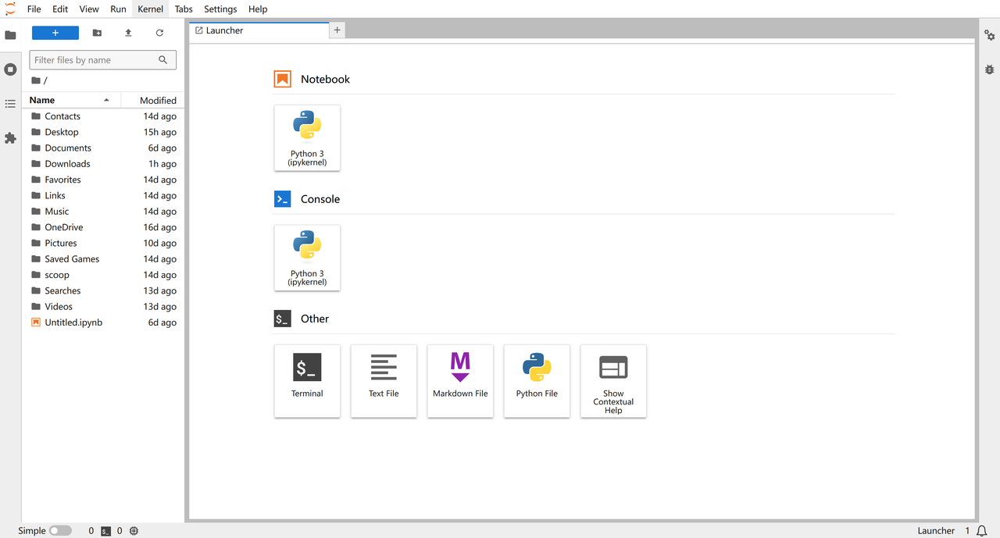 File Edit View Run Kernel Tabs Settings Help
Launcher
Filter files by name
/
Name Modified
Contacts 14d ago
Desktop 15h ago
Documents 6d ago
Downloads 1h ago
Favorites 14d ago
Links 14d ago
Music 14d ago
OneDrive 16d ago
Pictures 10d ago
Saved Games 14d ago
scoop 14d ago
Searches 13d ago
Videos 13d ago
Untitled.ipynb 6d ago
Notebook
Python 3
(ipykernel)
Console
Python 3
(ipykernel)
$_ Other
$_
Terminal
Text File
M
Markdown File
Python File
Show
Contextual
Help
Simple 0 $_ 0
Launcher 1